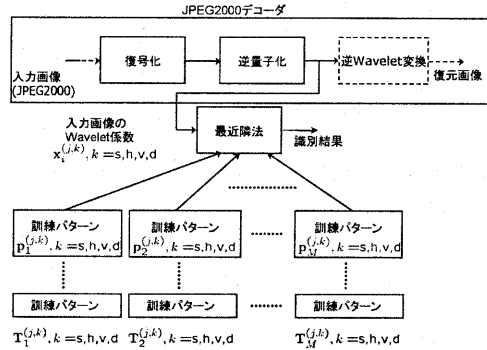 JPEG2000デコーダ
復号化
逆量子化
逆Wavelet変換
入力画像
(JPEG2000)
復元画像
入力画像の
Wavelet係数
x_i^{(j,k)}, k = s,h,v,d
最近隣法
識別結果
訓練パターン
p_1^{(j,k)}, k = s,h,v,d
訓練パターン
p_2^{(j,k)}, k = s,h,v,d
訓練パターン
p_M^{(j,k)}, k = s,h,v,d
訓練パターン
訓練パターン
訓練パターン
T_1^{(j,k)}, k = s,h,v,d
T_2^{(j,k)}, k = s,h,v,d
T_M^{(j,k)}, k = s,h,v,d